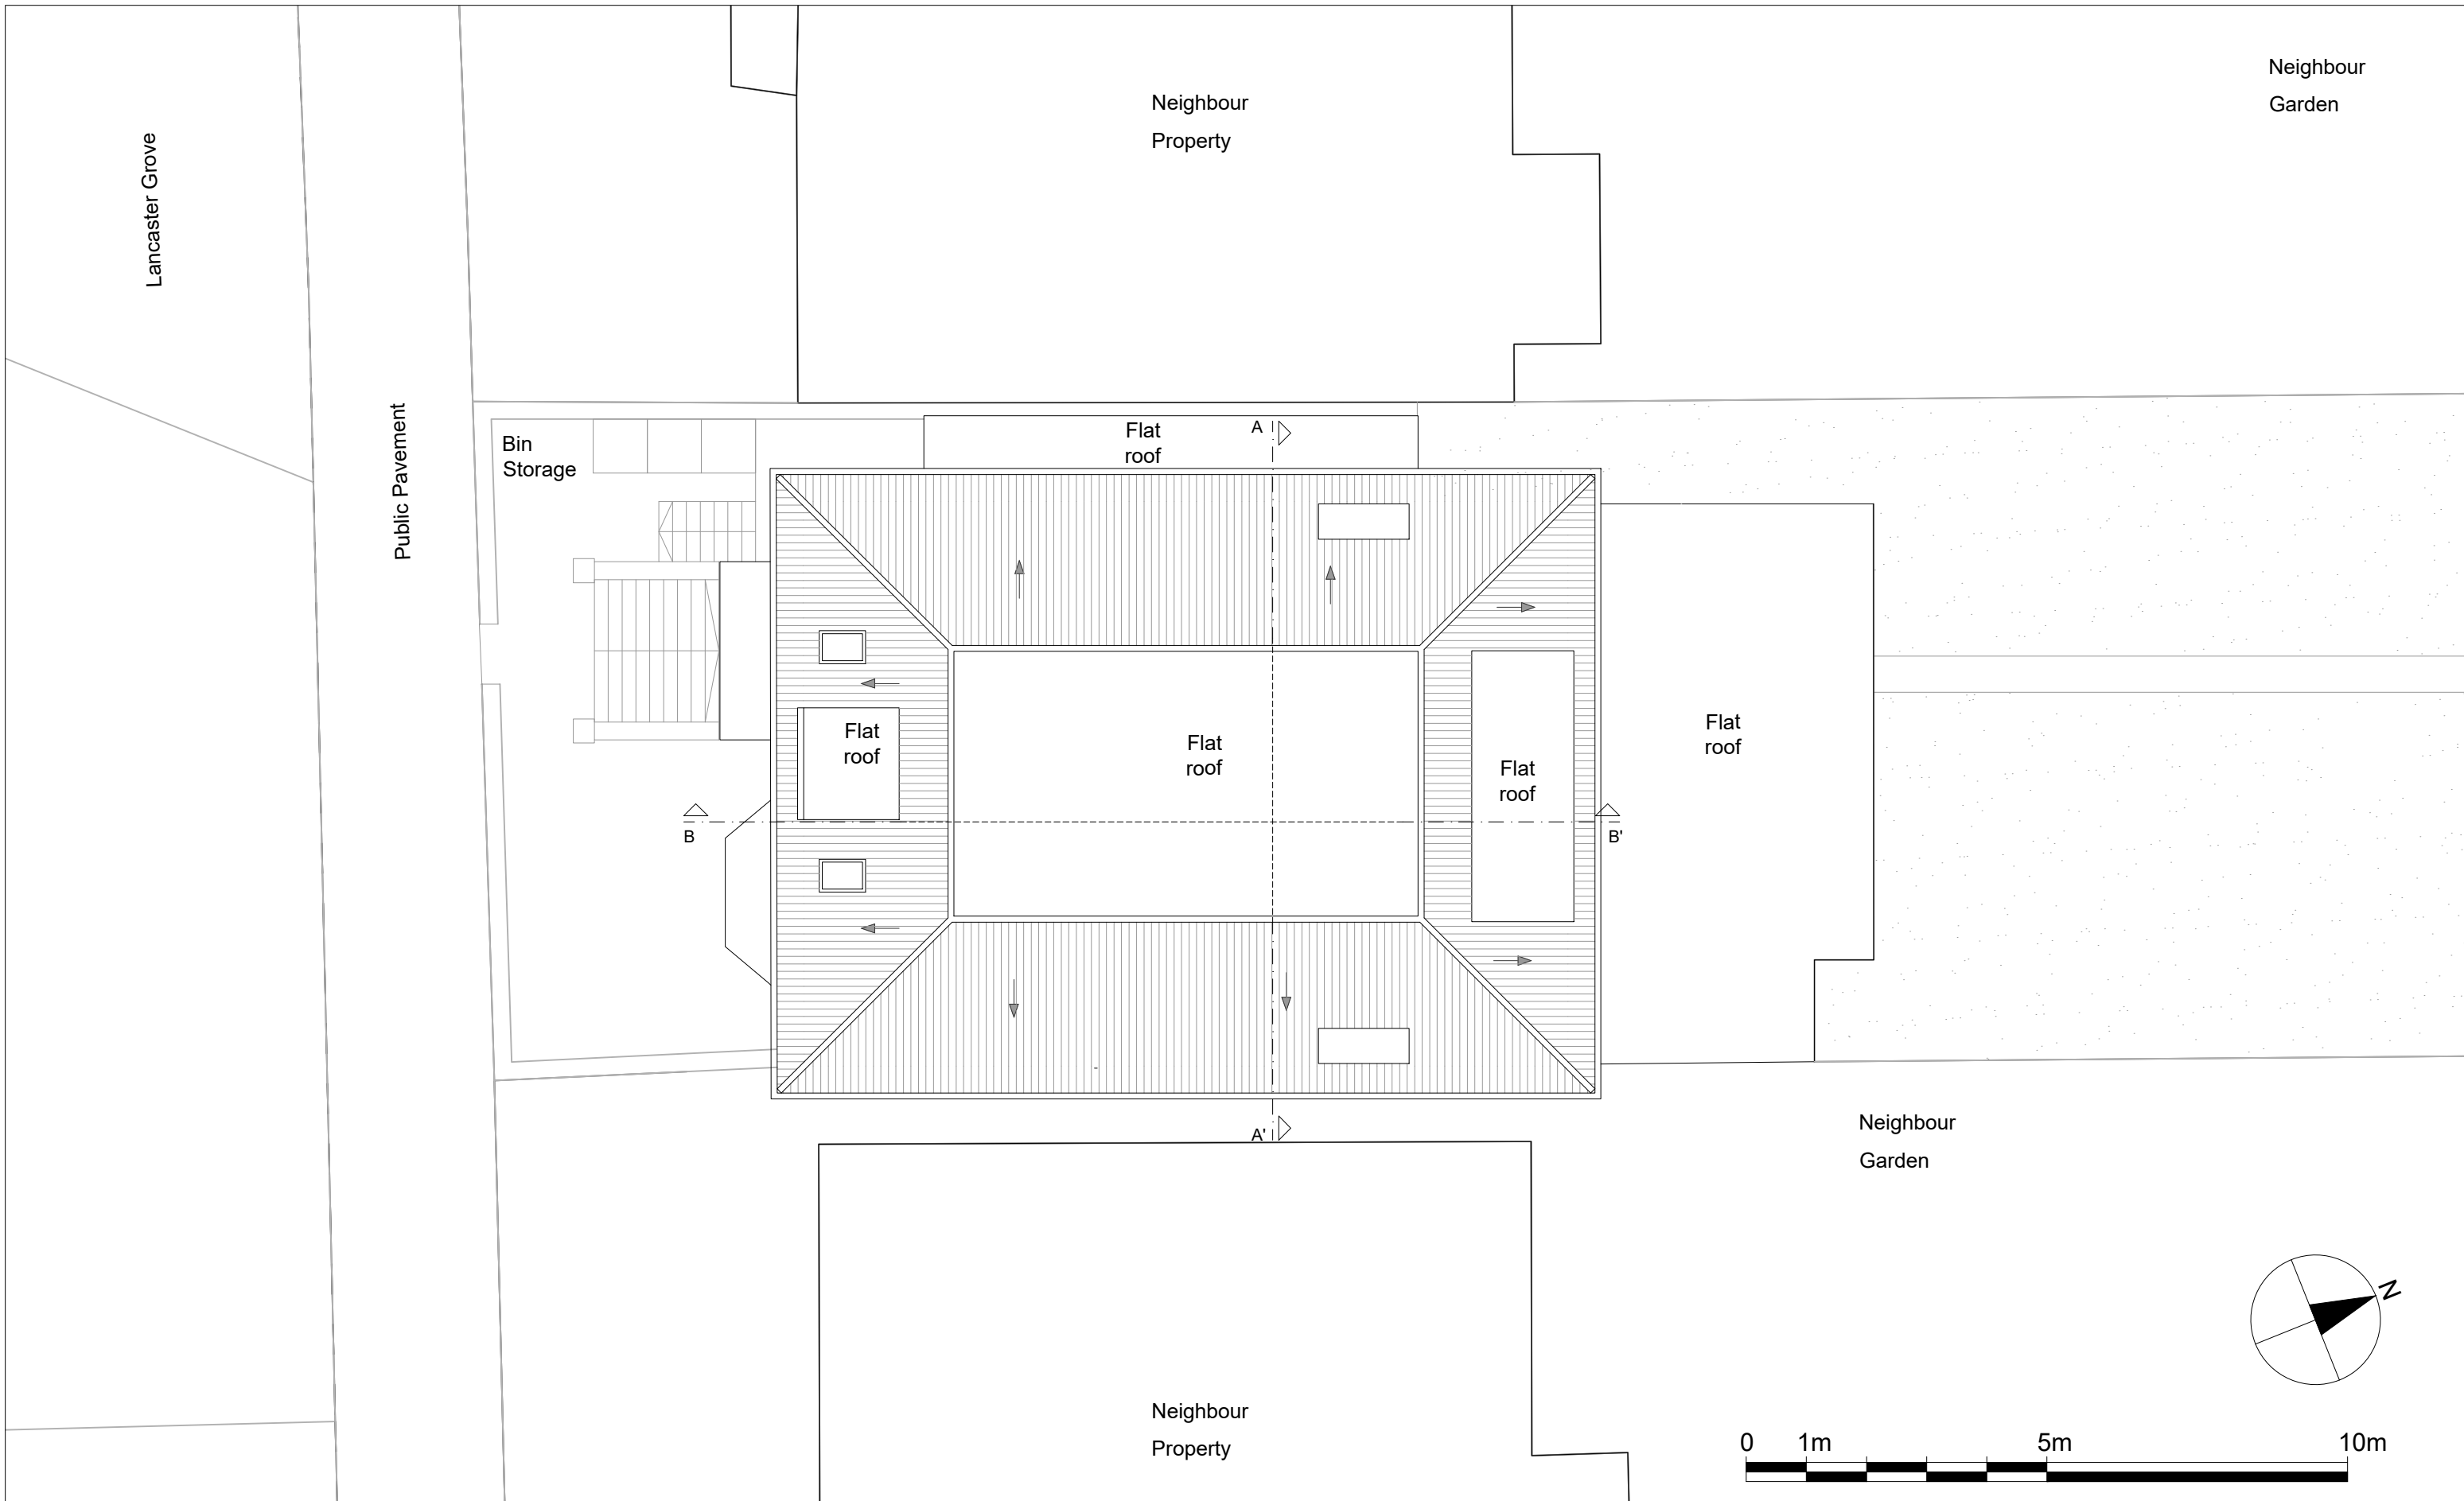 Neighbour
Garden
Neighbour
Property
Lancaster Grove
Public Pavement
Bin
Storage
Flat
roof
A
Flat
roof
Flat
roof
Flat
roof
Flat
roof
B
B'
A'
Neighbour
Garden
N
Neighbour
Property
0 1m 5m 10m